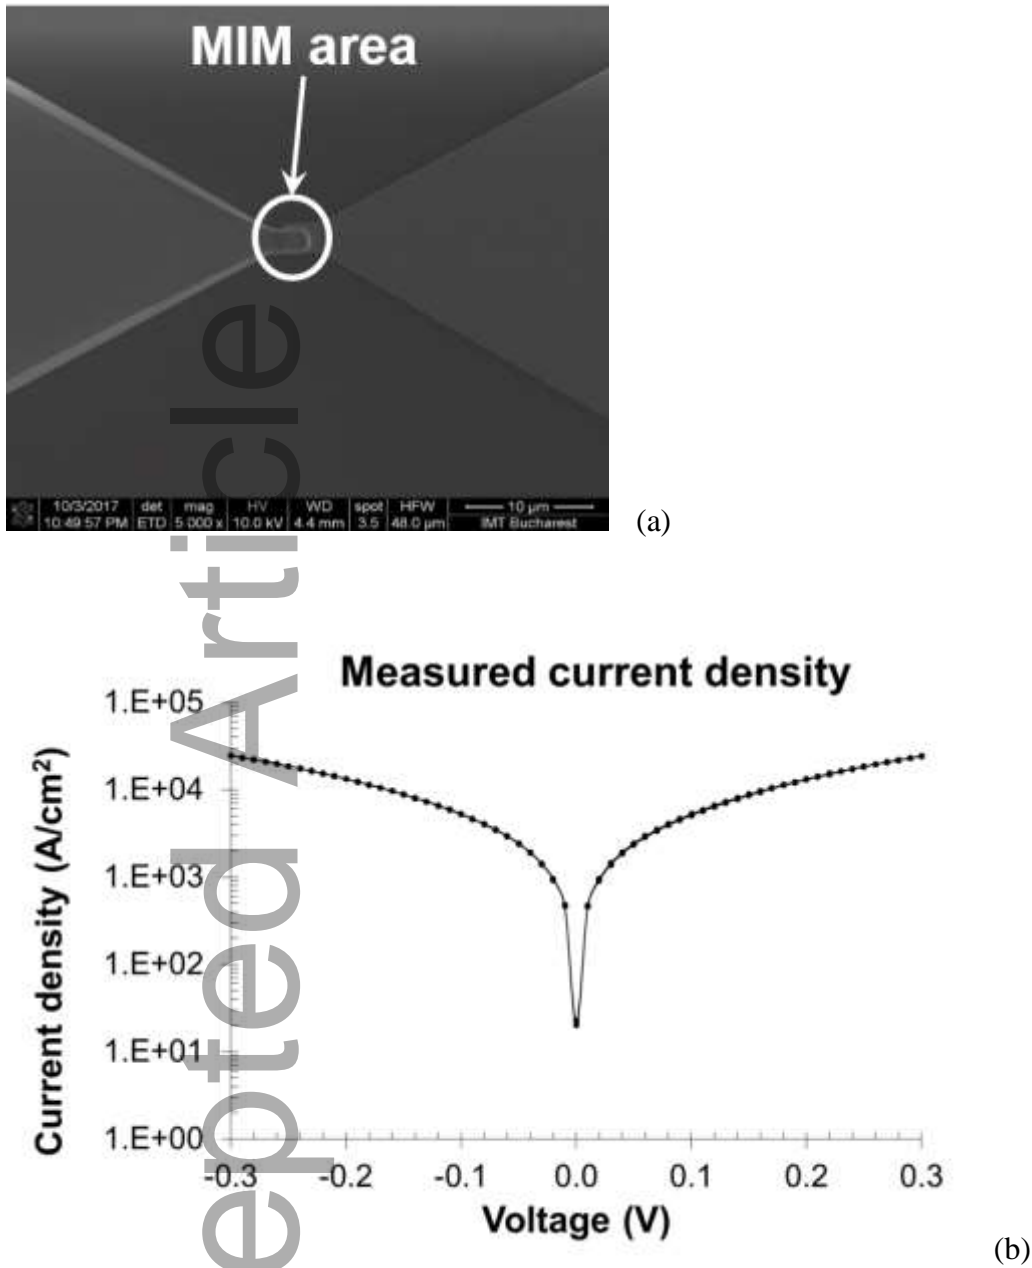 MIM area
10/3/2017 det mag HV WD spot HFW 10 µm
10:49:57 PM ETD 5 000 x 10.0 kV 4.4 mm 3.5 48.0 µm IMT Bucharest
(a)
Measured current density
Current density (A/cm²)
1.E+05
1.E+04
1.E+03
1.E+02
1.E+01
1.E+00
-0.3 -0.2 -0.1 0.0 0.1 0.2 0.3
Voltage (V)
(b)
epted Article